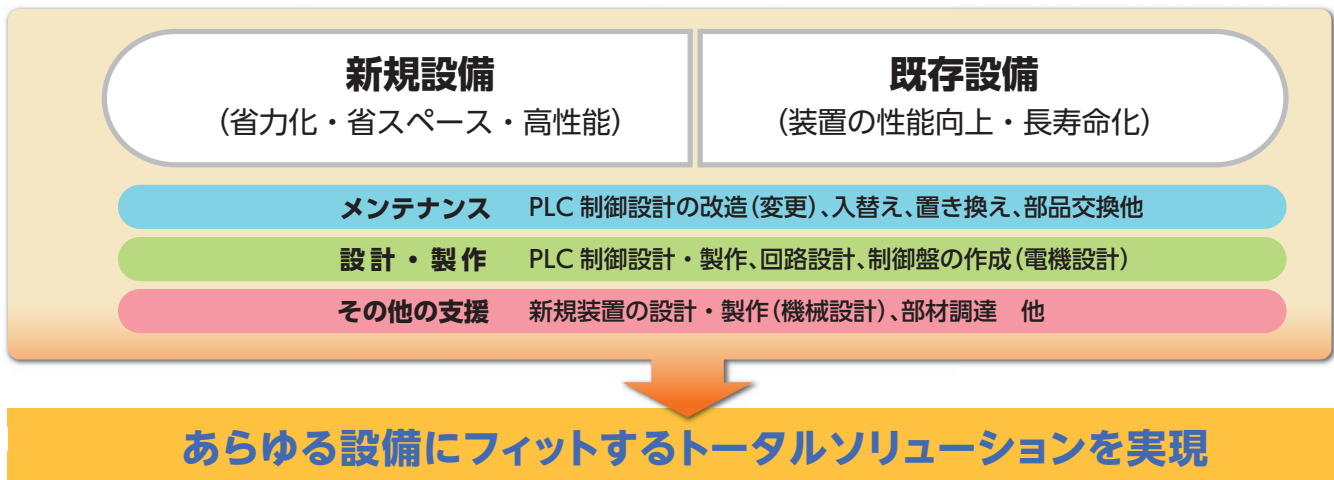 新規設備
(省力化・省スペース・高性能)
既存設備
(装置の性能向上・長寿命化)
メンテナンス PLC 制御設計の改造(変更)、入替え、置き換え、部品交換他
設計・製作 PLC 制御設計・製作、回路設計、制御盤の作成(電機設計)
その他の支援 新規装置の設計・製作(機械設計)、部材調達　他
あらゆる設備にフィットするトータルソリューションを実現